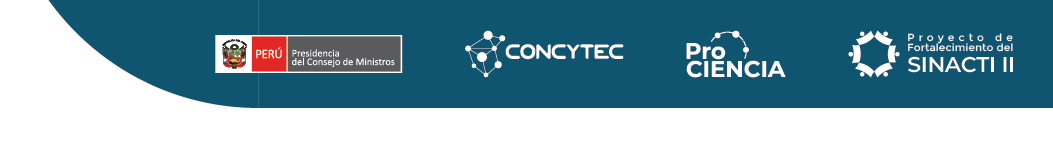 PERÚ
Presidencia
del Consejo de Ministros
CONCYTEC
Pro
CIENCIA
Proyecto de
Fortalecimiento del
SINACTI II